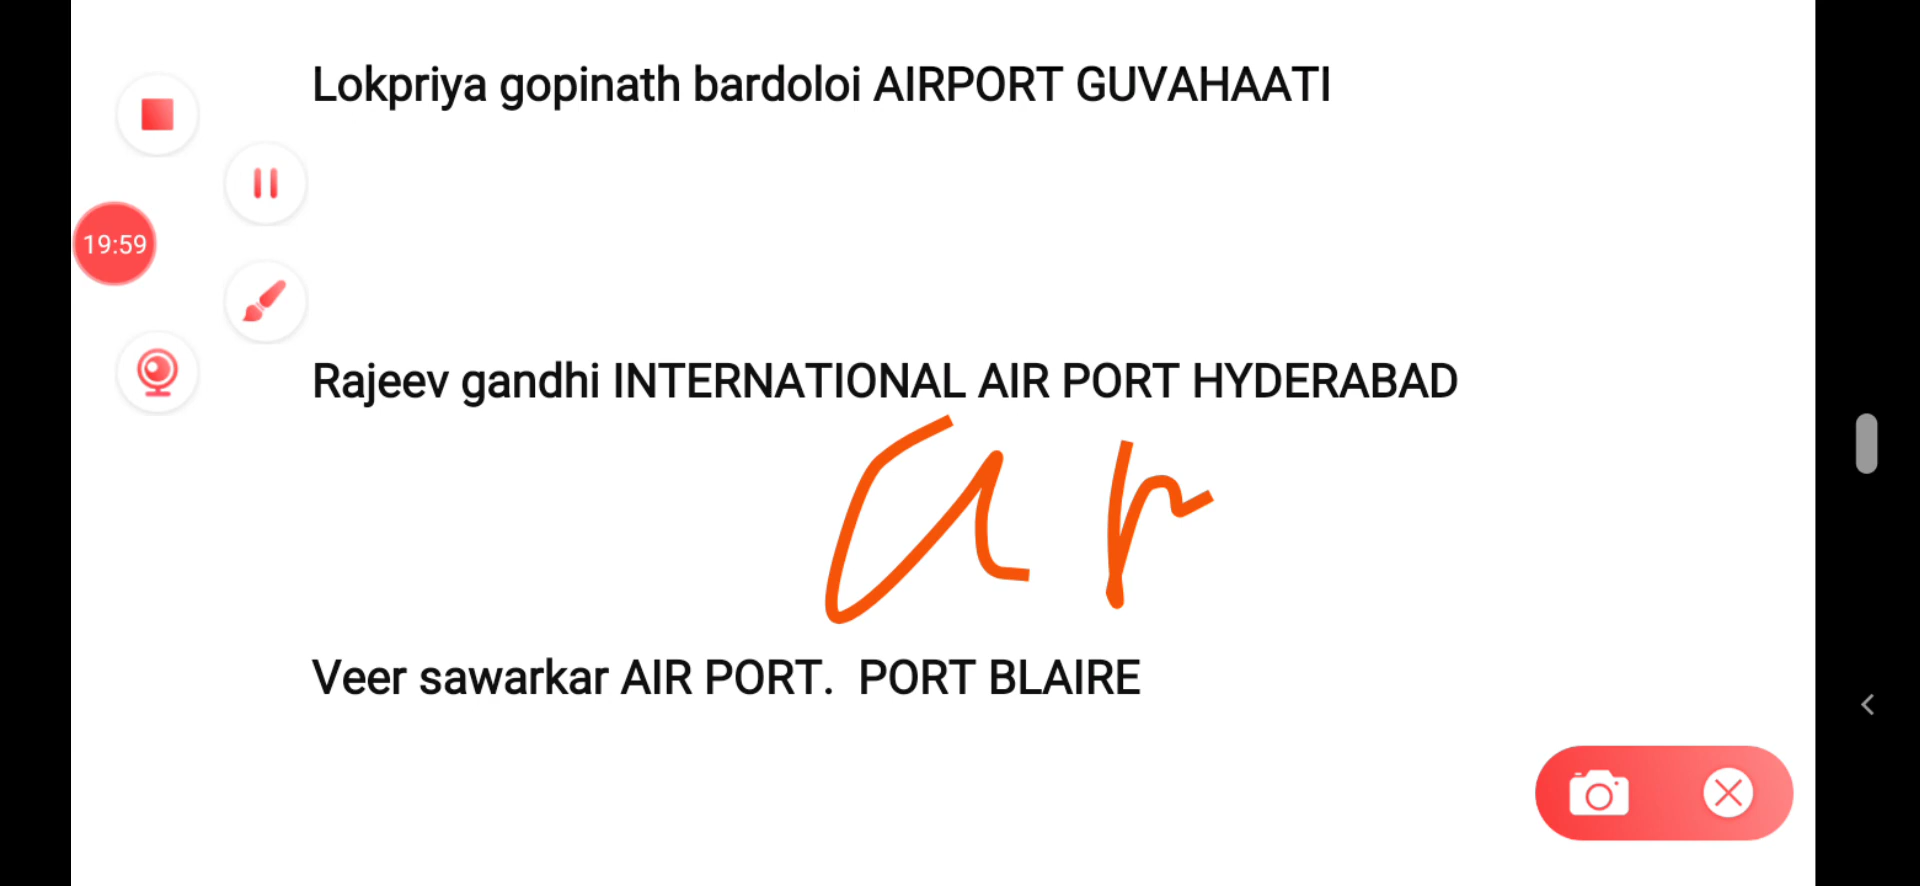 Lokpriya gopinath bardoloi AIRPORT GUVAHAATI
19:59
Rajeev gandhi INTERNATIONAL AIR PORT HYDERABAD
ar
Veer sawarkar AIR PORT.  PORT BLAIRE